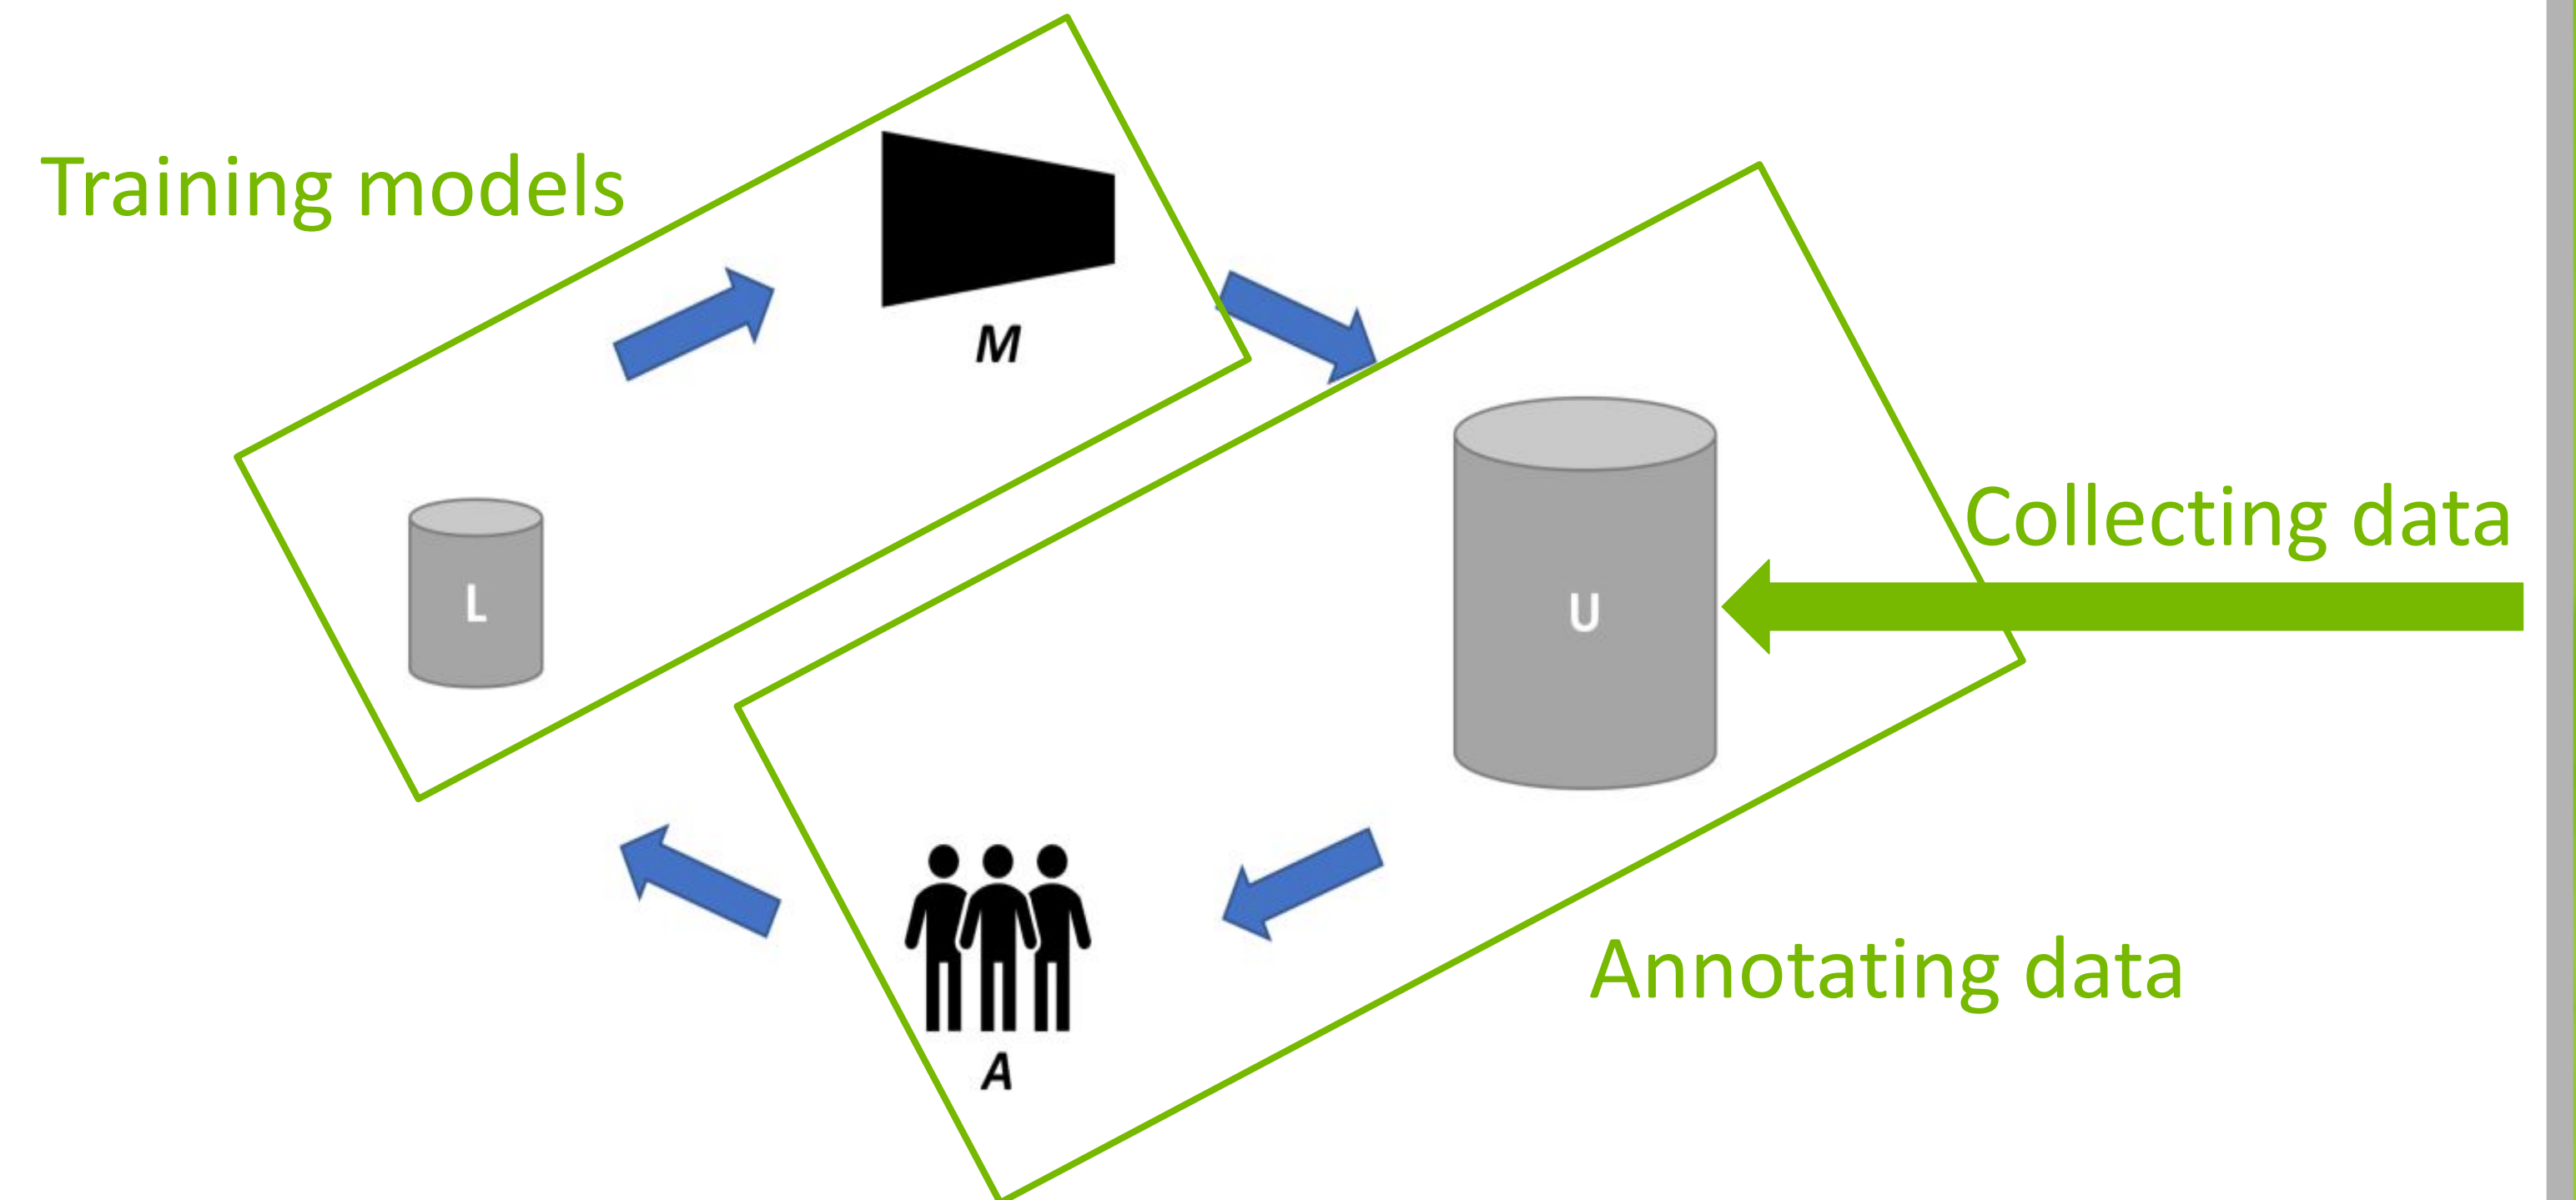 Training models
M
L
Collecting data
U
Annotating data
A